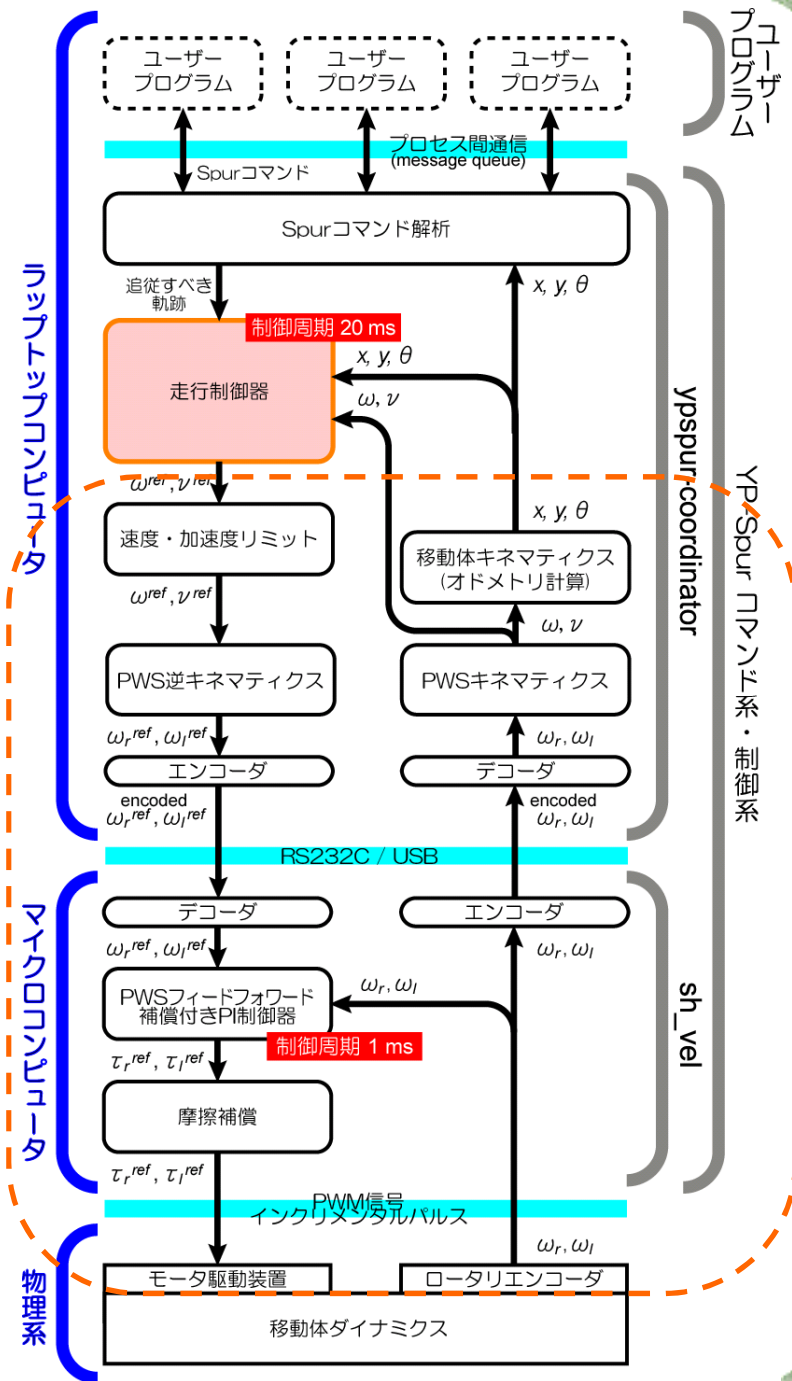 ユーザー
プログラム
ユーザー
プログラム
ユーザー
プログラム
ユーザー
プログラム
プロセス間通信
(message queue)
Spurコマンド
Spurコマンド解析
追従すべき
軌跡
x, y, θ
制御周期 20 ms
走行制御器
x, y, θ
ω, ν
ω^ref, ν^ref
速度・加速度リミット
x, y, θ
移動体キネマティクス
(オドメトリ計算)
ω^ref, ν^ref
ω, ν
PWS逆キネマティクス
PWSキネマティクス
ω_r^ref, ω_l^ref
ω_r, ω_l
エンコーダ
デコーダ
encoded
ω_r^ref, ω_l^ref
encoded
ω_r, ω_l
RS232C / USB
デコーダ
エンコーダ
ω_r^ref, ω_l^ref
ω_r, ω_l
PWSフィードフォワード
補償付きPI制御器
ω_r, ω_l
制御周期 1 ms
τ_r^ref, τ_l^ref
摩擦補償
τ_r^ref, τ_l^ref
PWM信号
インクリメンタルパルス
ω_r, ω_l
モータ駆動装置
ロータリエンコーダ
移動体ダイナミクス
ラップトップコンピュータ
マイクロコンピュータ
物理系
ypspur-coordinator
sh_vel
YP-Spur コマンド系・制御系